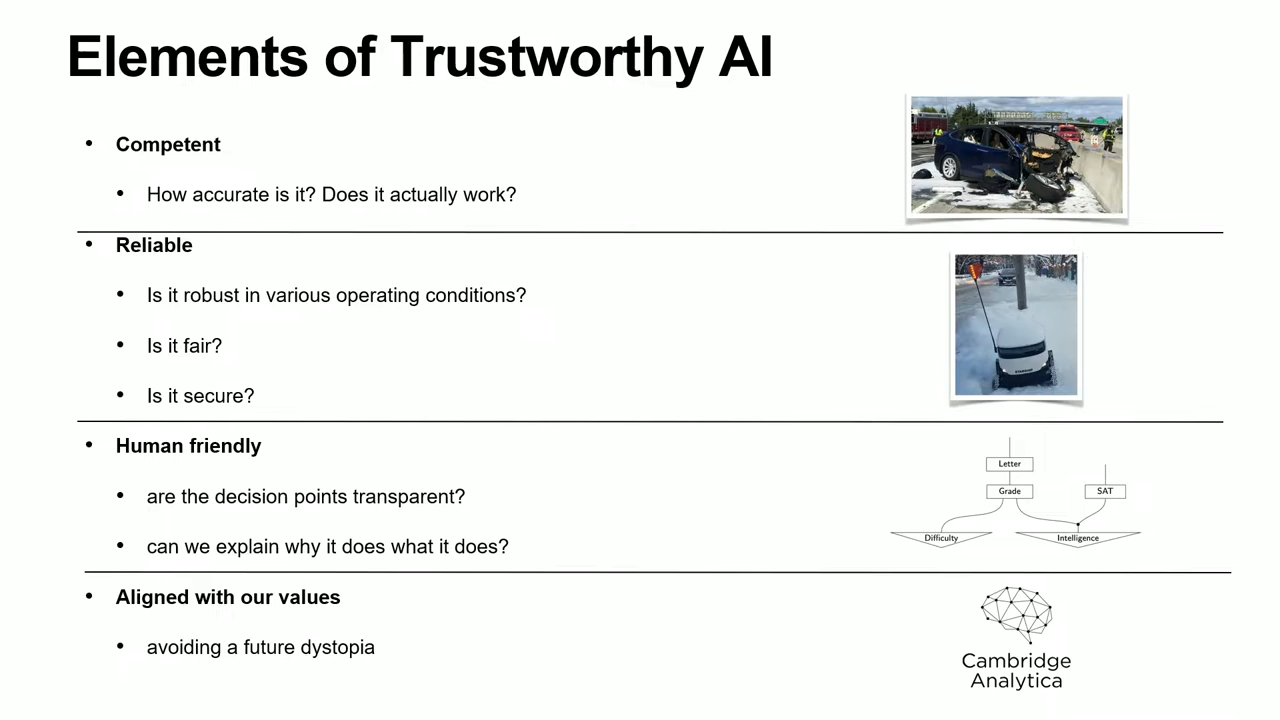 Elements of Trustworthy AI
• Competent
• How accurate is it? Does it actually work?
• Reliable
• Is it robust in various operating conditions?
• Is it fair?
• Is it secure?
• Human friendly
• are the decision points transparent?
• can we explain why it does what it does?
• Aligned with our values
• avoiding a future dystopia
Letter
Grade
SAT
Difficulty
Intelligence
Cambridge
Analytica